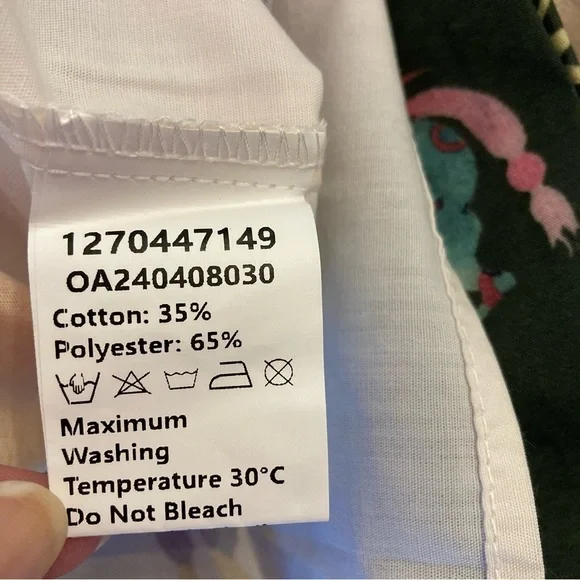 1270447149
OA240408030
Cotton: 35%
Polyester: 65%
Maximum
Washing
Temperature 30°C
Do Not Bleach